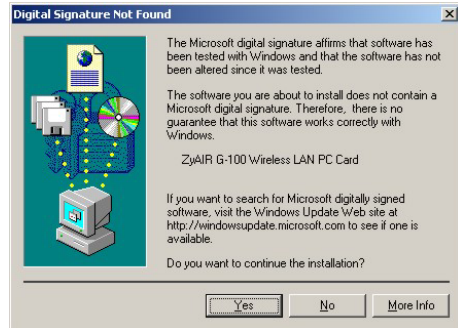 Digital Signature Not Found
The Microsoft digital signature affirms that software has
been tested with Windows and that the software has not
been altered since it was tested.
The software you are about to install does not contain a
Microsoft digital signature. Therefore,  there is no
guarantee that this software works correctly with
Windows.
ZyAIR G-100 Wireless LAN PC Card
If you want to search for Microsoft digitally signed
software, visit the Windows Update Web site at
http://windowsupdate.microsoft.com to see if one is
available.
Do you want to continue the installation?
Yes No More Info